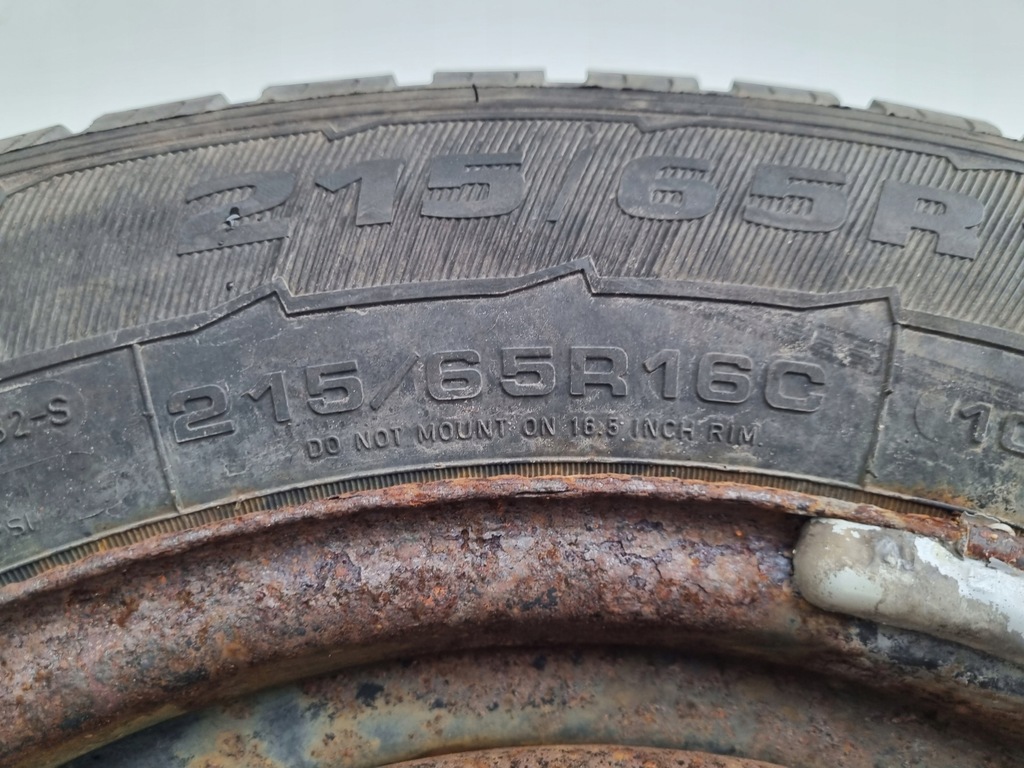 215/65R
215/65R16C
DO NOT MOUNT ON 16.5 INCH RIM.